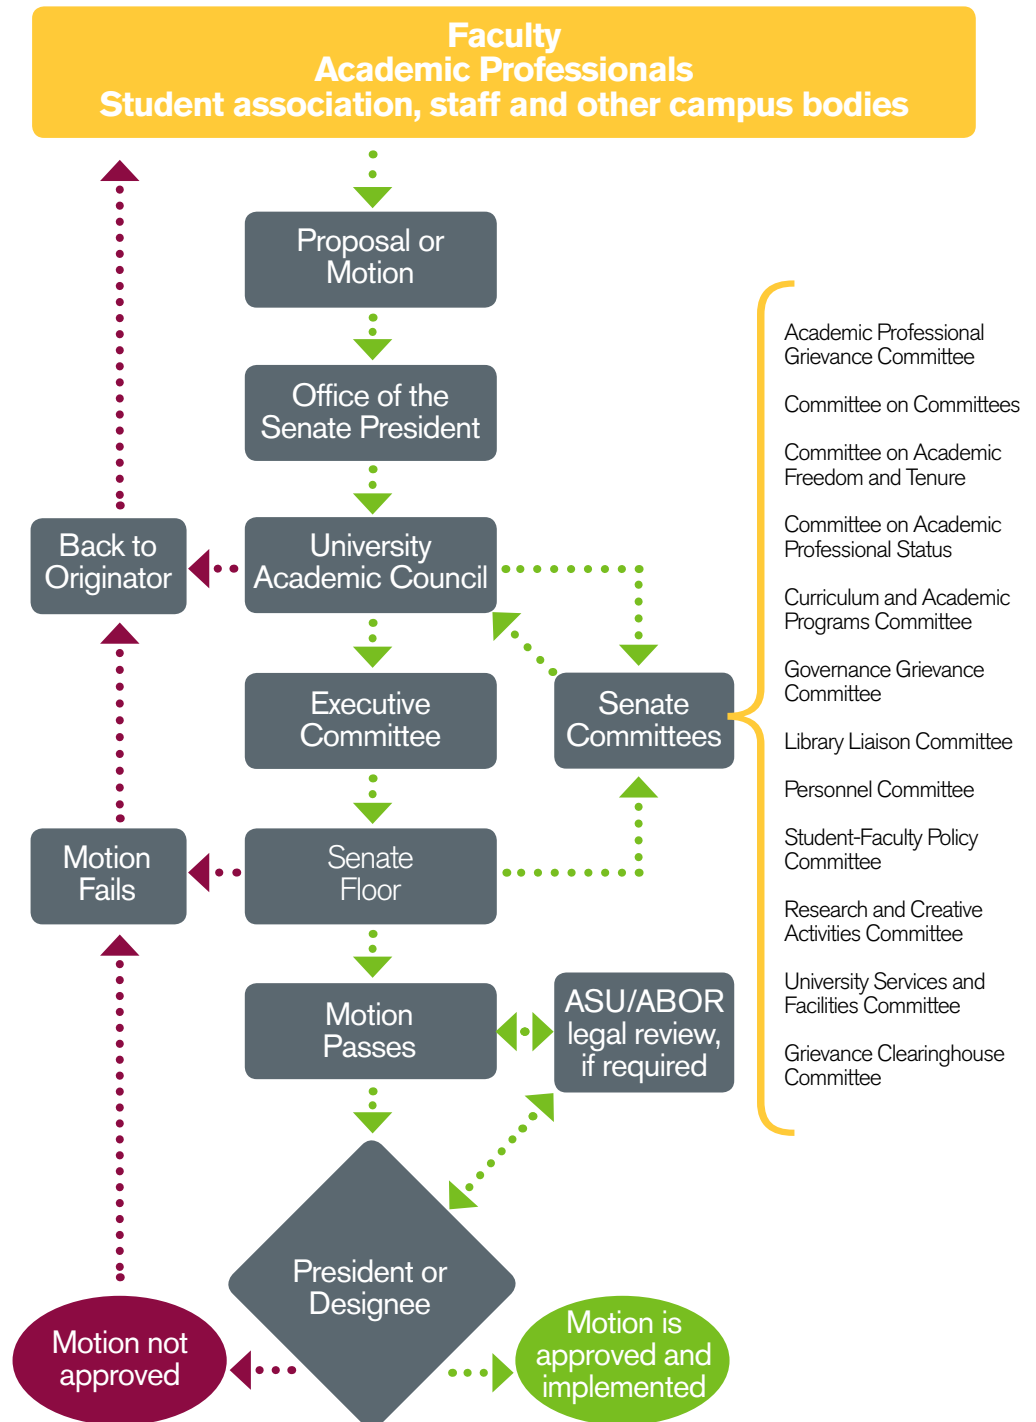 Faculty
Academic Professionals
Student association, staff and other campus bodies
Proposal or
Motion
Office of the
Senate President
Back to
Originator
University
Academic Council
Executive
Committee
Senate
Committees
Motion
Fails
Senate
Floor
Motion
Passes
ASU/ABOR
legal review,
if required
President or
Designee
Motion not
approved
Motion is
approved and
implemented
Academic Professional
Grievance Committee
Committee on Committees
Committee on Academic
Freedom and Tenure
Committee on Academic
Professional Status
Curriculum and Academic
Programs Committee
Governance Grievance
Committee
Library Liaison Committee
Personnel Committee
Student-Faculty Policy
Committee
Research and Creative
Activities Committee
University Services and
Facilities Committee
Grievance Clearinghouse
Committee